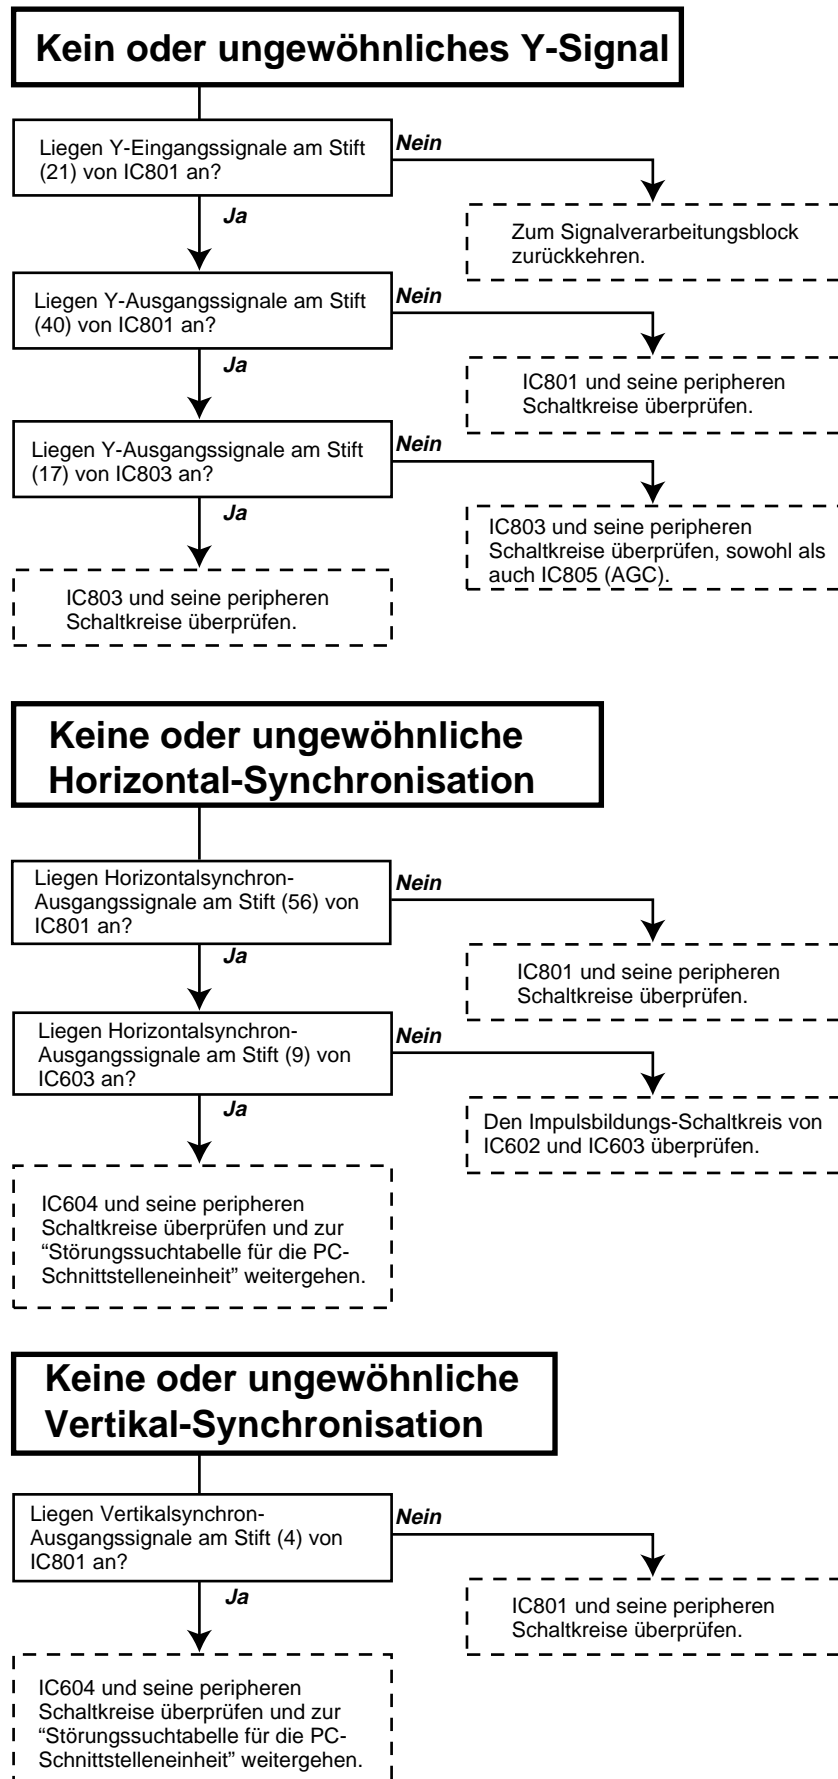 Kein oder ungewöhnliches Y-Signal
Liegen Y-Eingangssignale am Stift
(21) von IC801 an?
Nein
Ja
Zum Signalverarbeitungsblock
zurückkehren.
Liegen Y-Ausgangssignale am Stift
(40) von IC801 an?
Nein
Ja
IC801 und seine peripheren
Schaltkreise überprüfen.
Liegen Y-Ausgangssignale am Stift
(17) von IC803 an?
Nein
Ja
IC803 und seine peripheren
Schaltkreise überprüfen, sowohl als
auch IC805 (AGC).
IC803 und seine peripheren
Schaltkreise überprüfen.
Keine oder ungewöhnliche
Horizontal-Synchronisation
Liegen Horizontalsynchron-
Ausgangssignale am Stift (56) von
IC801 an?
Nein
Ja
IC801 und seine peripheren
Schaltkreise überprüfen.
Liegen Horizontalsynchron-
Ausgangssignale am Stift (9) von
IC603 an?
Nein
Ja
Den Impulsbildungs-Schaltkreis von
IC602 und IC603 überprüfen.
IC604 und seine peripheren
Schaltkreise überprüfen und zur
“Störungssuchtabelle für die PC-
Schnittstelleneinheit” weitergehen.
Keine oder ungewöhnliche
Vertikal-Synchronisation
Liegen Vertikalsynchron-
Ausgangssignale am Stift (4) von
IC801 an?
Nein
Ja
IC801 und seine peripheren
Schaltkreise überprüfen.
IC604 und seine peripheren
Schaltkreise überprüfen und zur
“Störungssuchtabelle für die PC-
Schnittstelleneinheit” weitergehen.